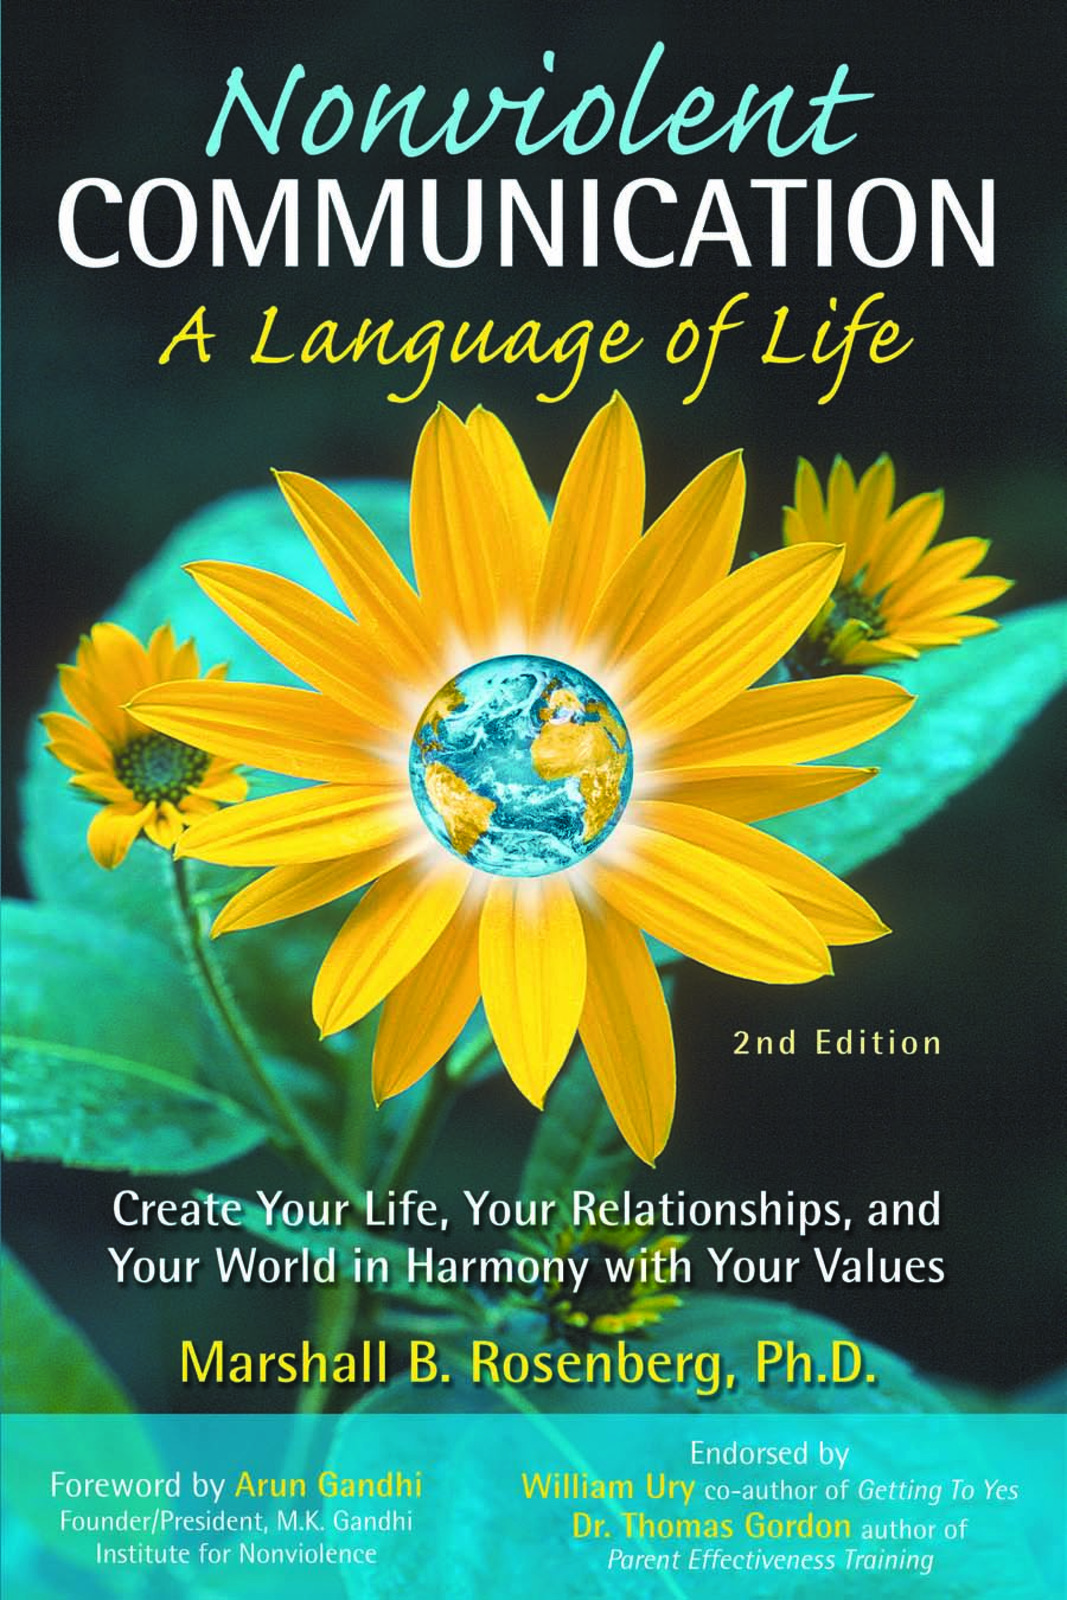 Nonviolent
COMMUNICATION
A Language of Life
2nd Edition
Create Your Life, Your Relationships, and
Your World in Harmony with Your Values
Marshall B. Rosenberg, Ph.D.
Foreword by Arun Gandhi
Founder/President, M.K. Gandhi
Institute for Nonviolence
Endorsed by
William Ury co-author of Getting To Yes
Dr. Thomas Gordon author of
Parent Effectiveness Training